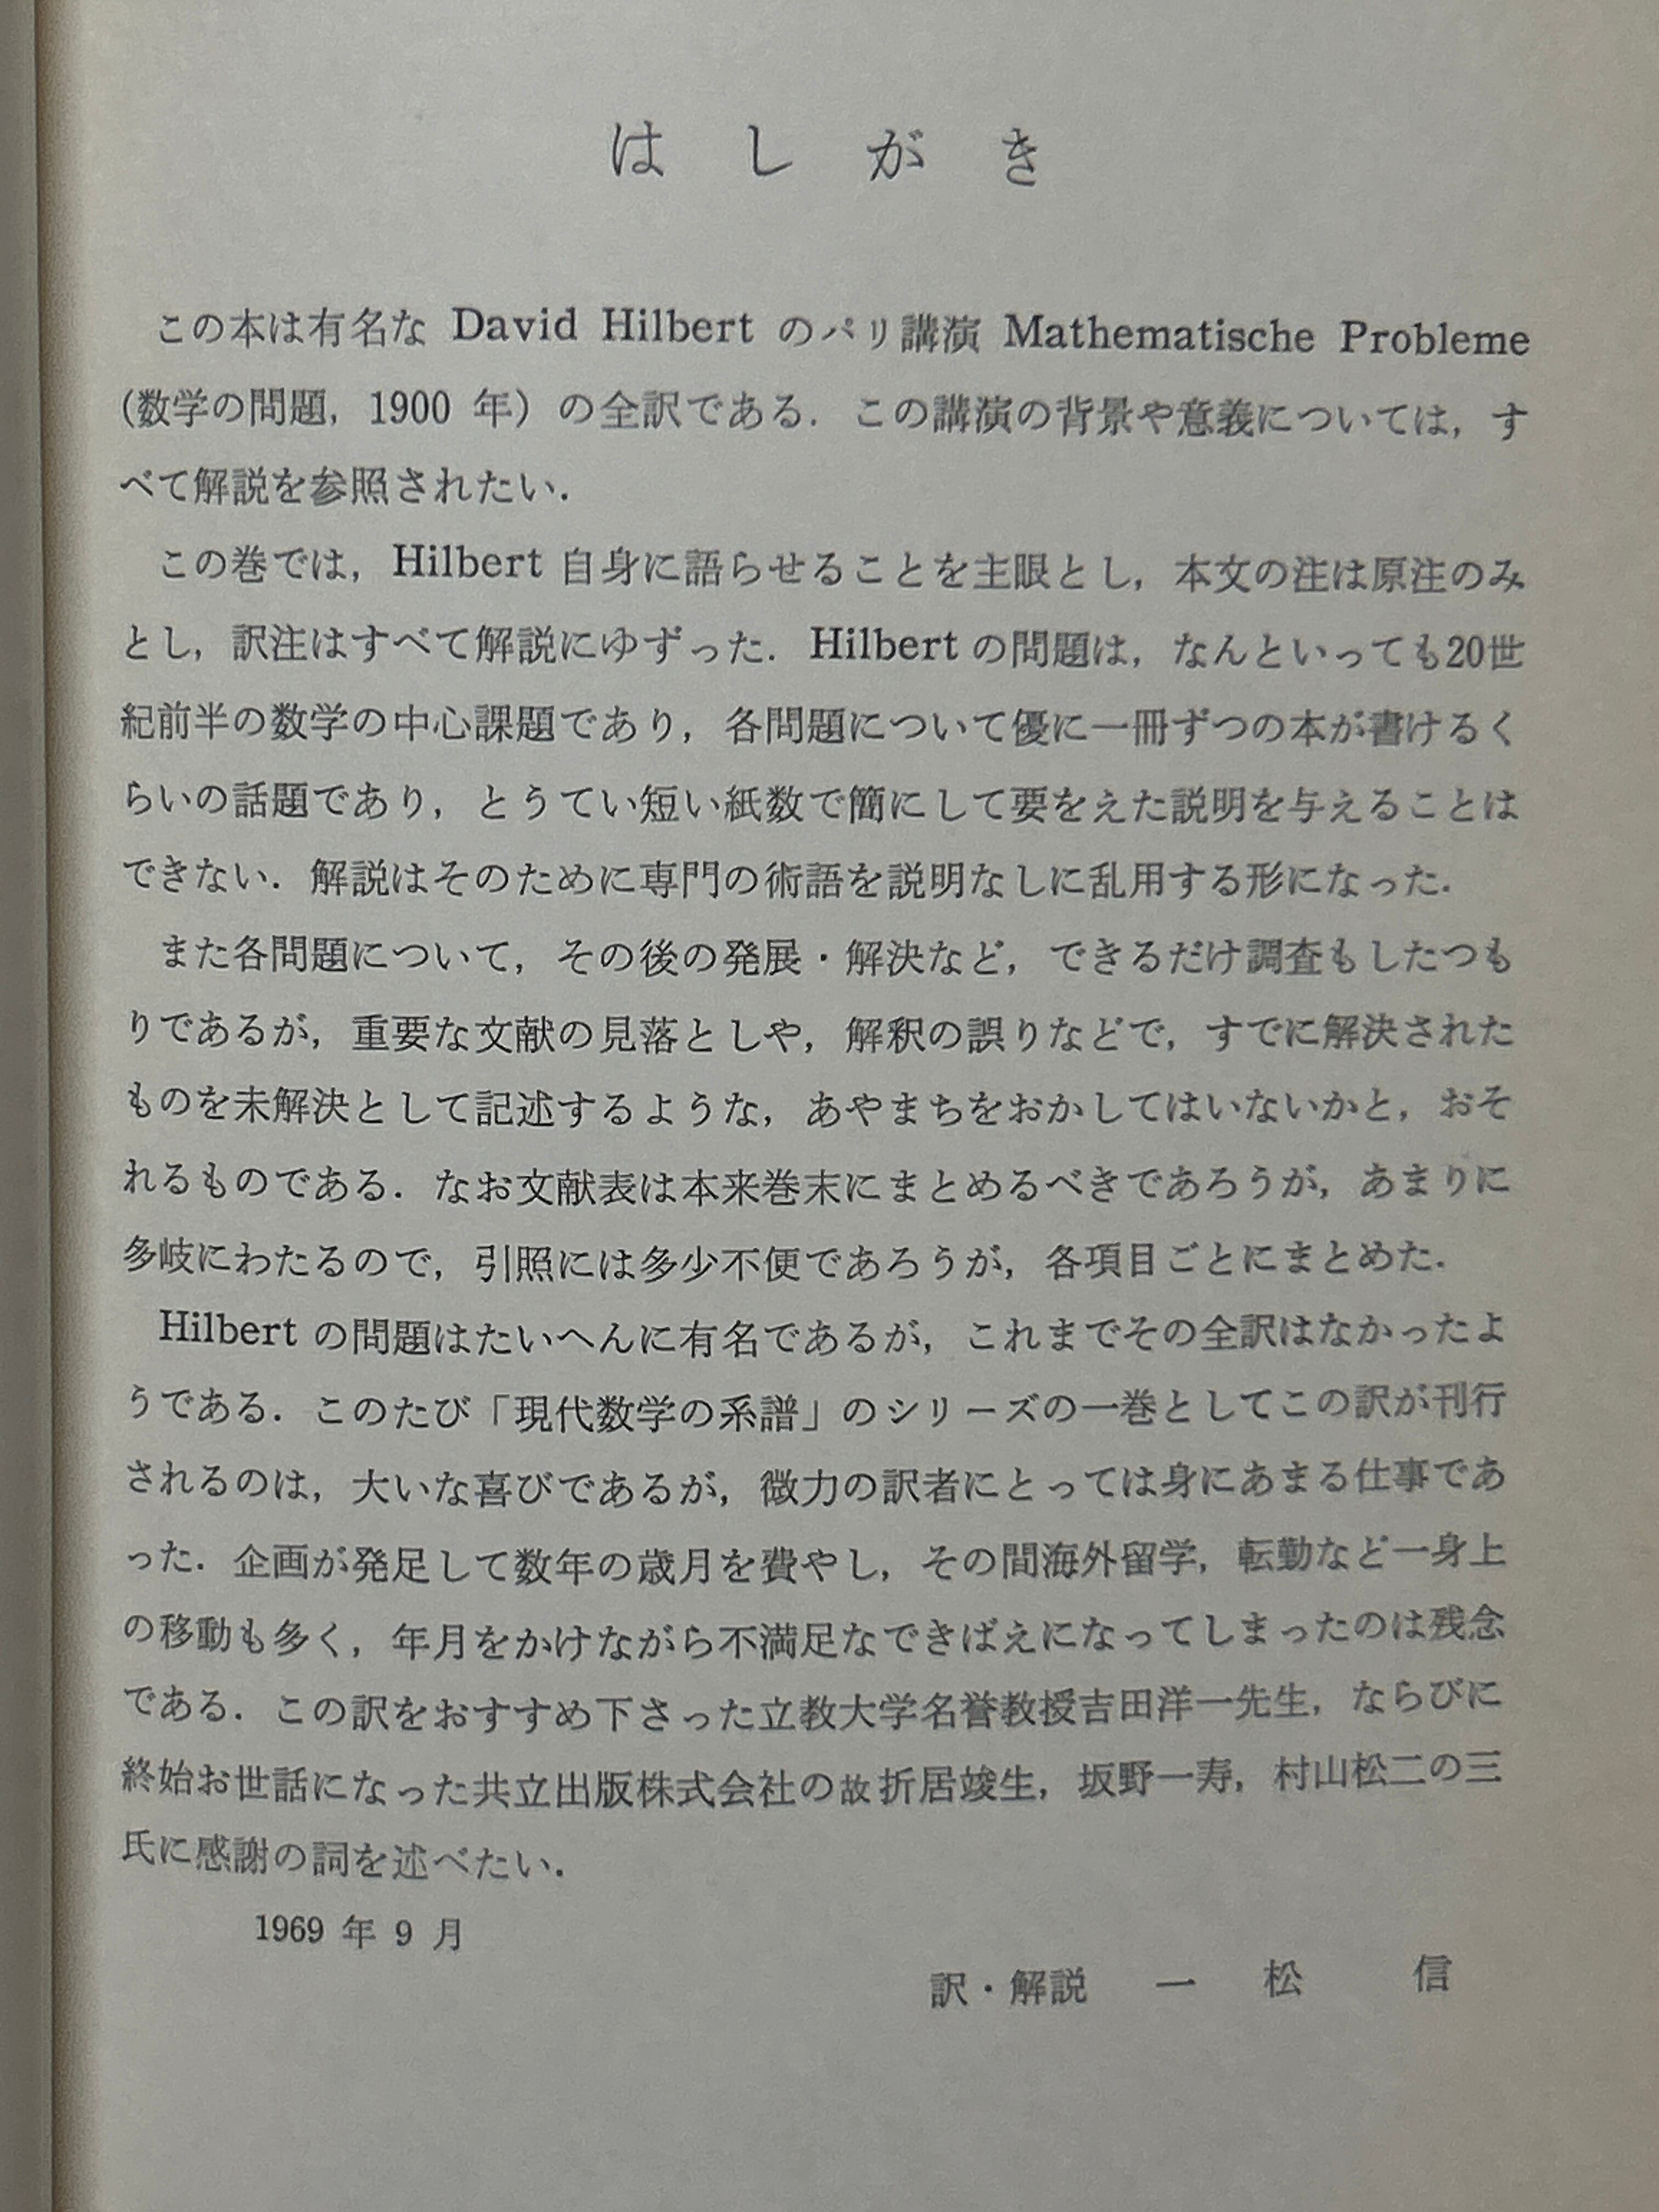 はしがき
この本は有名な David Hilbert のパリ講演 Mathematische Probleme
(数学の問題, 1900 年) の全訳である. この講演の背景や意義については, す
べて解説を参照されたい.
この巻では, Hilbert 自身に語らせることを主眼とし, 本文の注は原注のみ
とし, 訳注はすべて解説にゆずった. Hilbert の問題は, なんといっても20世
紀前半の数学の中心課題であり, 各問題について優に一冊ずつの本が書けるく
らいの話題であり, とうてい短い紙数で簡にして要をえた説明を与えることは
できない. 解説はそのために専門の術語を説明なしに乱用する形になった.
また各問題について, その後の発展・解決など, できるだけ調査もしたつも
りであるが, 重要な文献の見落としや, 解釈の誤りなどで, すでに解決された
ものを未解決として記述するような, あやまちをおかしてはいないかと, おそ
れるものである. なお文献表は本来巻末にまとめるべきであろうが, あまりに
多岐にわたるので, 引照には多少不便であろうが, 各項目ごとにまとめた.
Hilbert の問題はたいへんに有名であるが, これまでその全訳はなかったよ
うである. このたび「現代数学の系譜」のシリーズの一巻としてこの訳が刊行
されるのは, 大いな喜びであるが, 微力の訳者にとっては身にあまる仕事であ
った. 企画が発足して数年の歳月を費やし, その間海外留学, 転勤など一身上
の移動も多く, 年月をかけながら不満足なできばえになってしまったのは残念
である. この訳をおすすめ下さった立教大学名誉教授吉田洋一先生, ならびに
終始お世話になった共立出版株式会社の故折居竣生, 坂野一寿, 村山松二の三
氏に感謝の詞を述べたい.
1969 年 9 月
訳・解説 一松 信